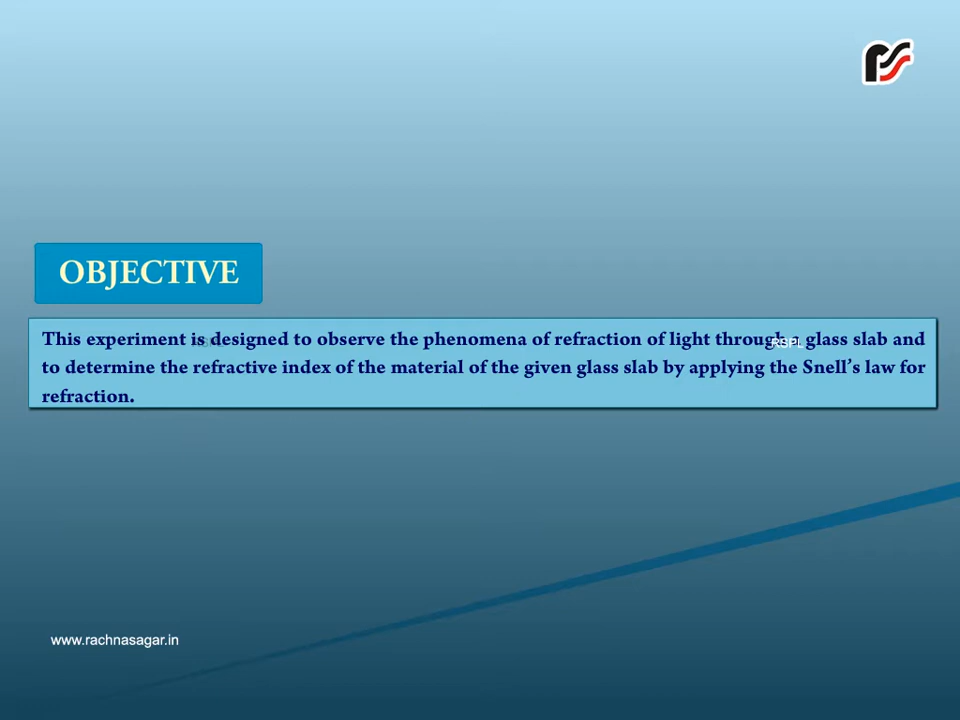 OBJECTIVE
This experiment is designed to observe the phenomena of refraction of light through a glass slab and
to determine the refractive index of the material of the given glass slab by applying the Snell's law for
refraction.
RSPL
www.rachnasagar.in